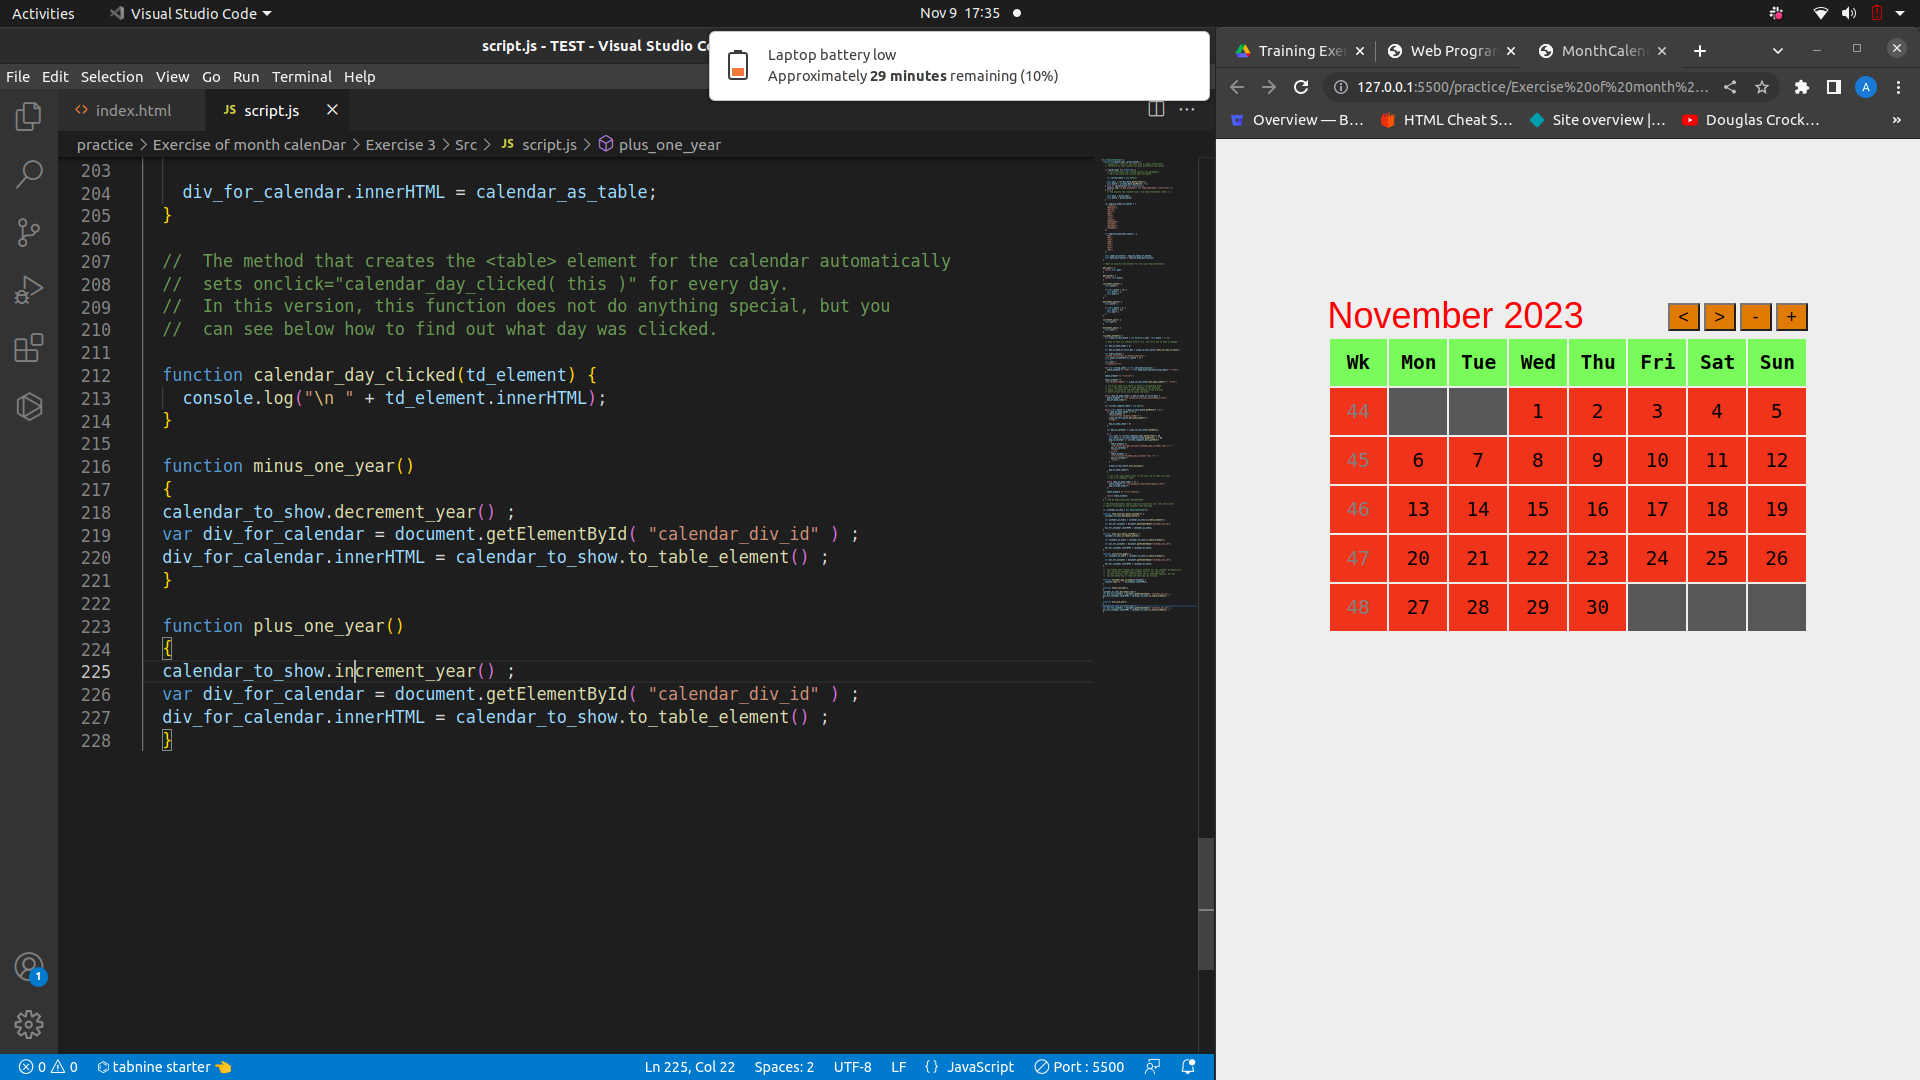 Activities
Visual Studio Code
Nov 9 17:35
script.js - TEST - Visual Studio Co
Laptop battery low
Approximately 29 minutes remaining (10%)
File Edit Selection View Go Run Terminal Help
index.html
JS script.js
practice > Exercise of month calenDar > Exercise 3 > Src > JS script.js > plus_one_year
203
204 div_for_calendar.innerHTML = calendar_as_table;
205 }
206
207 // The method that creates the <table> element for the calendar automatically
208 // sets onclick="calendar_day_clicked( this )" for every day.
209 // In this version, this function does not do anything special, but you
210 // can see below how to find out what day was clicked.
211
212 function calendar_day_clicked(td_element) {
213 console.log("\n " + td_element.innerHTML);
214 }
215
216 function minus_one_year()
217 {
218 calendar_to_show.decrement_year() ;
219 var div_for_calendar = document.getElementById( "calendar_div_id" ) ;
220 div_for_calendar.innerHTML = calendar_to_show.to_table_element() ;
221 }
222
223 function plus_one_year()
224 {
225 calendar_to_show.increment_year() ;
226 var div_for_calendar = document.getElementById( "calendar_div_id" ) ;
227 div_for_calendar.innerHTML = calendar_to_show.to_table_element() ;
228 }
1
0 0 tabnine starter
Ln 225, Col 22 Spaces: 2 UTF-8 LF {} JavaScript Port : 5500
Training Exer
Web Program
MonthCalen
127.0.0.1:5500/practice/Exercise%20of%20month%2...
A
Overview — B...
HTML Cheat S...
Site overview |...
Douglas Crock...
»
November 2023
< > - +
Wk Mon Tue Wed Thu Fri Sat Sun
44 1 2 3 4 5
45 6 7 8 9 10 11 12
46 13 14 15 16 17 18 19
47 20 21 22 23 24 25 26
48 27 28 29 30